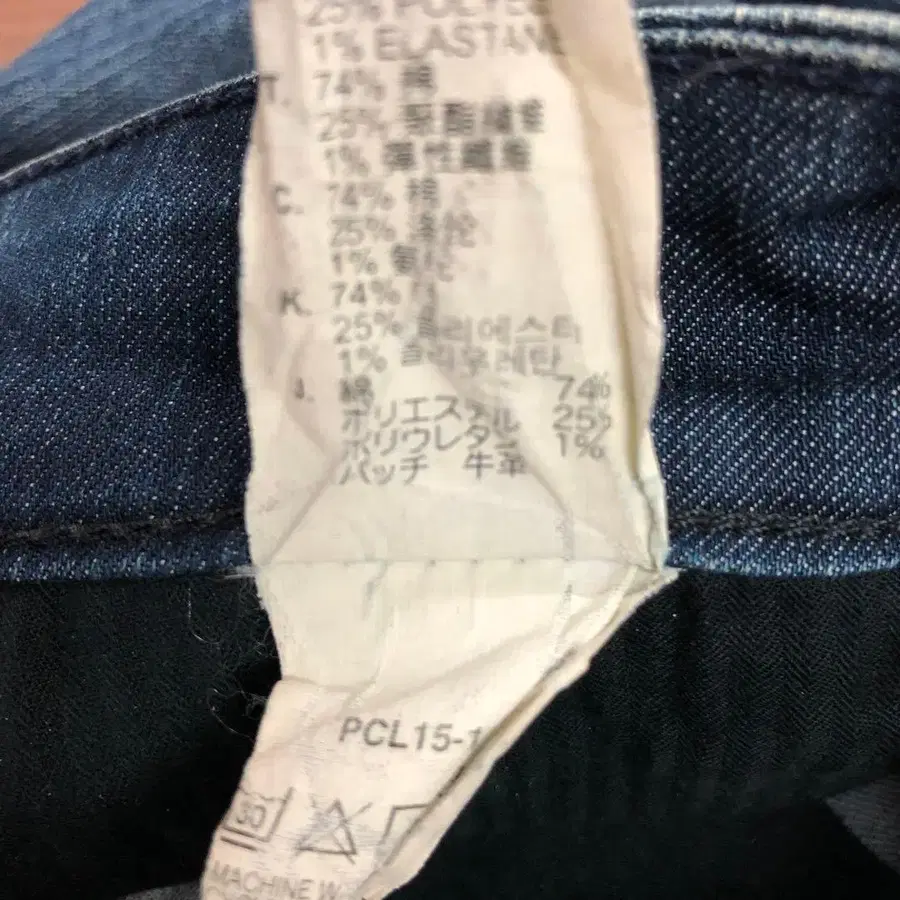 25% POLYES
1% ELASTANE
T. 74% 棉
25% 聚酯纖維
1% 彈性纖維
C. 74% 棉
25% 涤纶
1% 氨纶
K. 74% 면
25% 폴리에스터
1% 폴리우레탄
J. 綿 74%
ポリエステル 25%
ポリウレタン 1%
パッチ 牛革
PCL15-1
30
MACHINE W